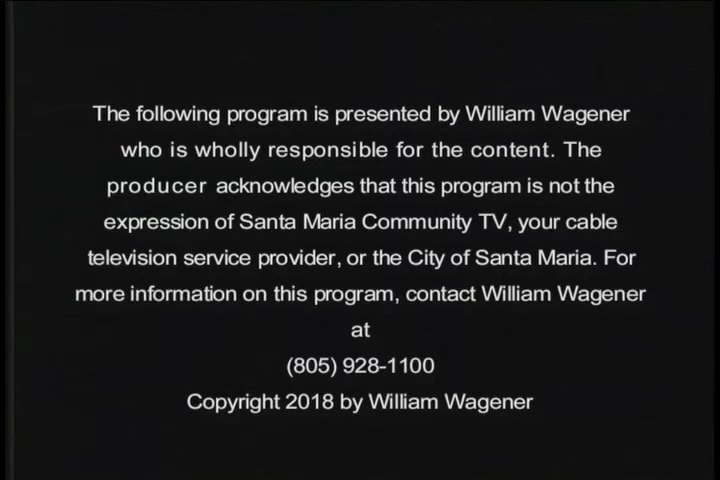 The following program is presented by William Wagener
who is wholly responsible for the content. The
producer acknowledges that this program is not the
expression of Santa Maria Community TV, your cable
television service provider, or the City of Santa Maria. For
more information on this program, contact William Wagener
at
(805) 928-1100
Copyright 2018 by William Wagener